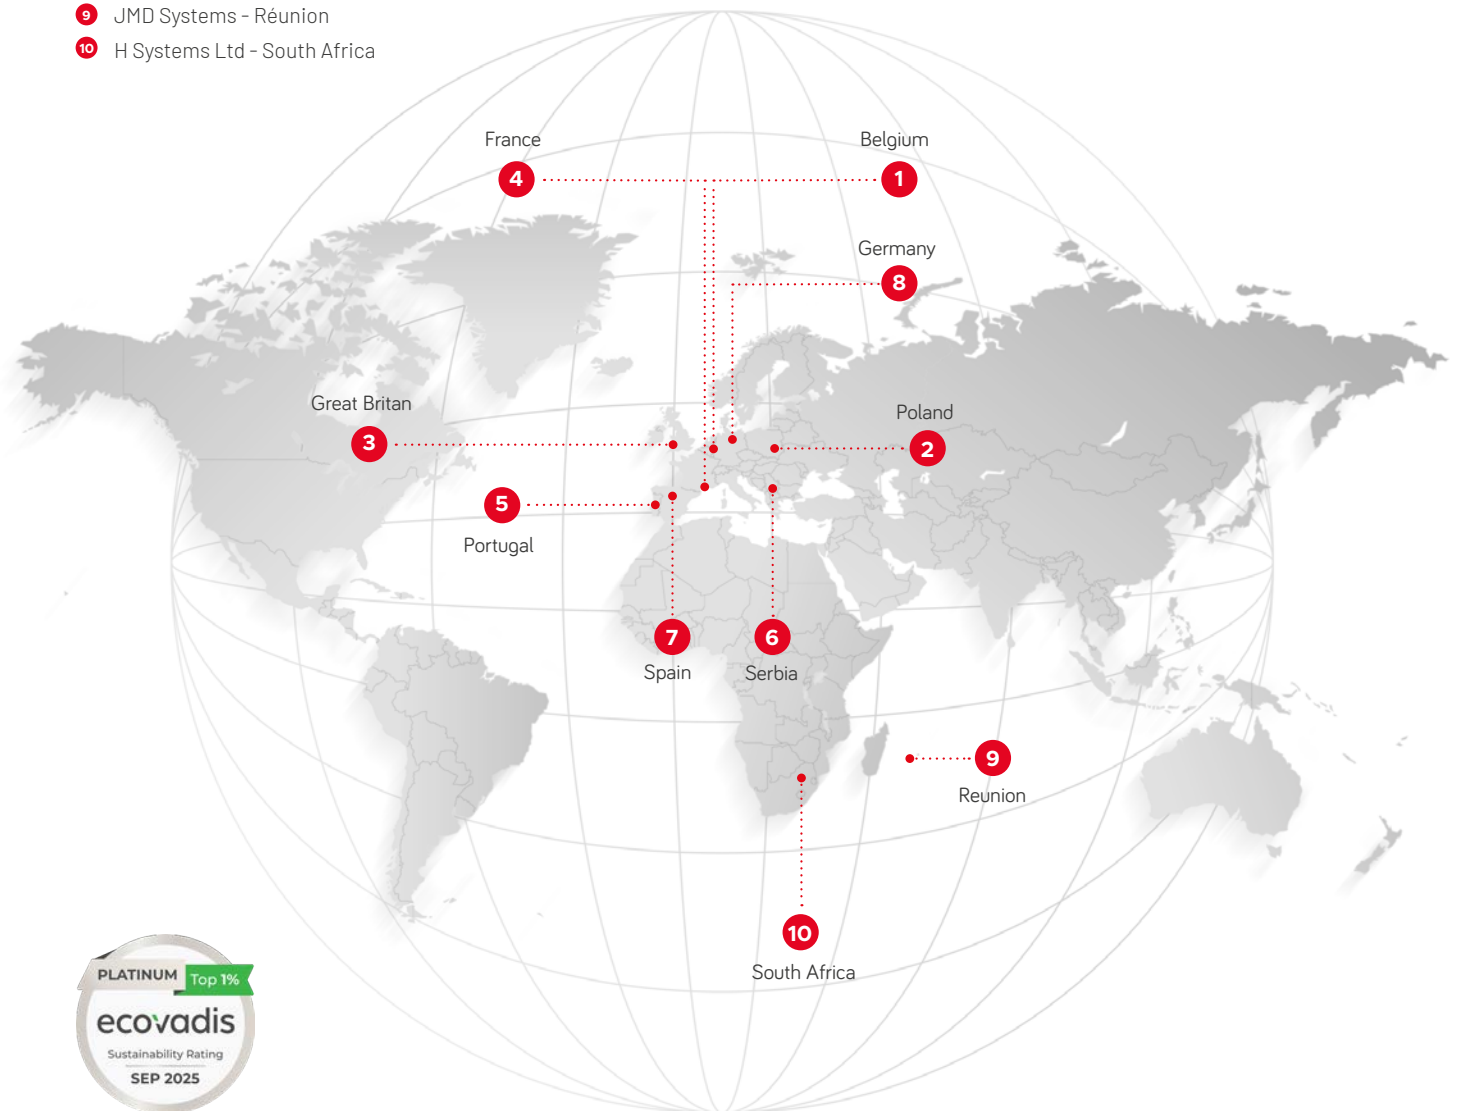 9 JMD Systems - Réunion
10 H Systems Ltd - South Africa
France
Belgium
4
1
Germany
8
Great Britan
Poland
3
2
5
Portugal
7
6
Spain
Serbia
9
Reunion
10
South Africa
PLATINUM Top 1%
ecovadis
Sustainability Rating
SEP 2025